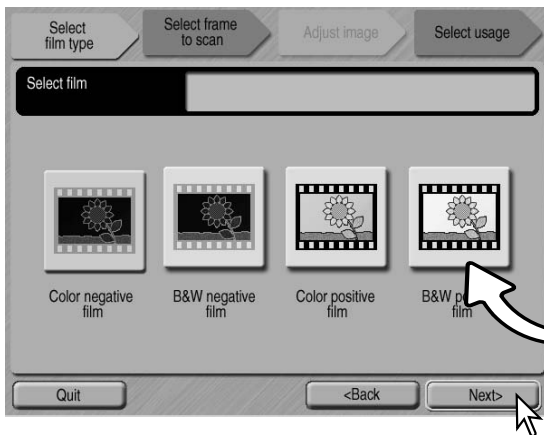 Select
film type
Select frame
to scan
Adjust image
Select usage
Select film
Color negative
film
B&W negative
film
Color positive
film
B&W
film
Quit
<Back
Next>